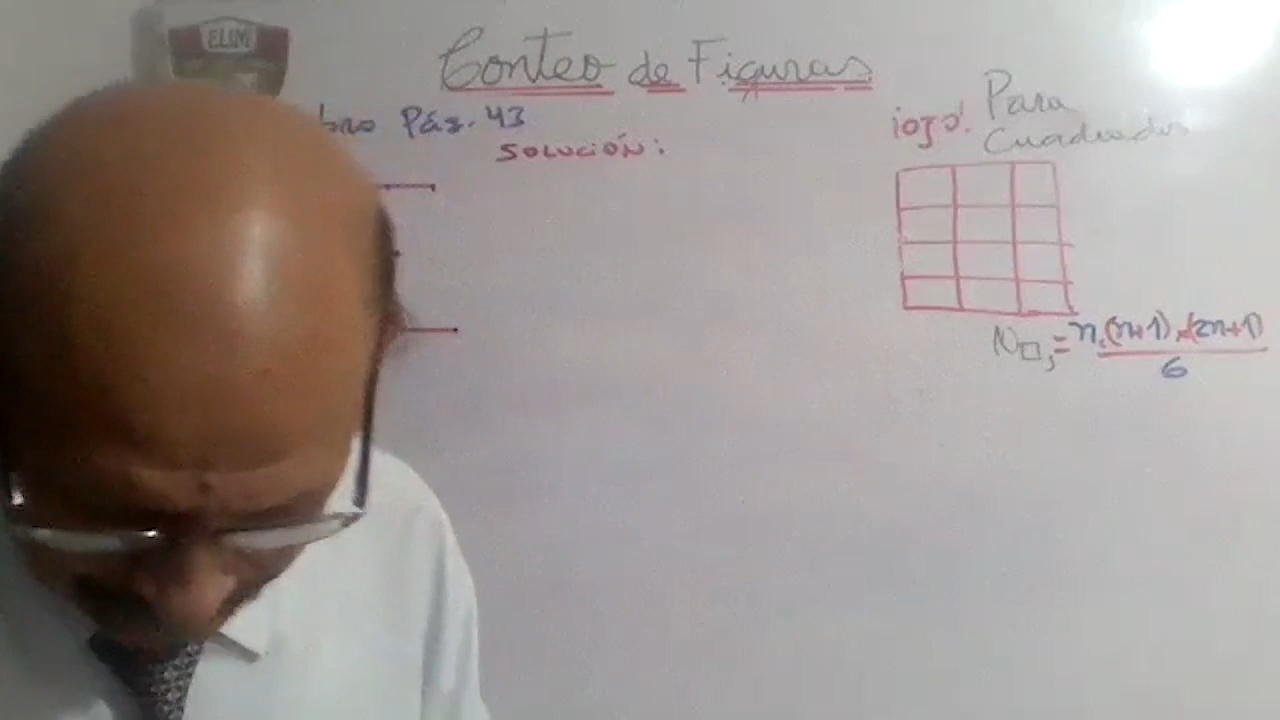 ELIM
Conteo de Figuras
bro Pág. 43
SOLUCIÓN:
¡OJO!
Para
Cuadrados
N□s = n.(n+1).(2n+1)
6